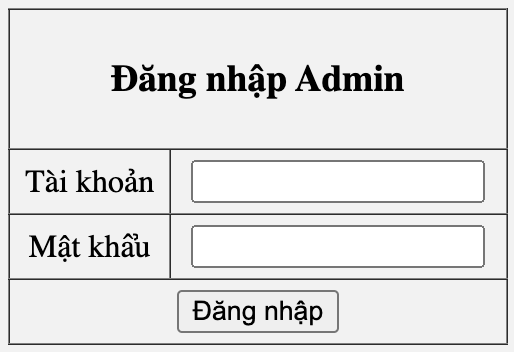 Đăng nhập Admin
Tài khoản
Mật khẩu
Đăng nhập